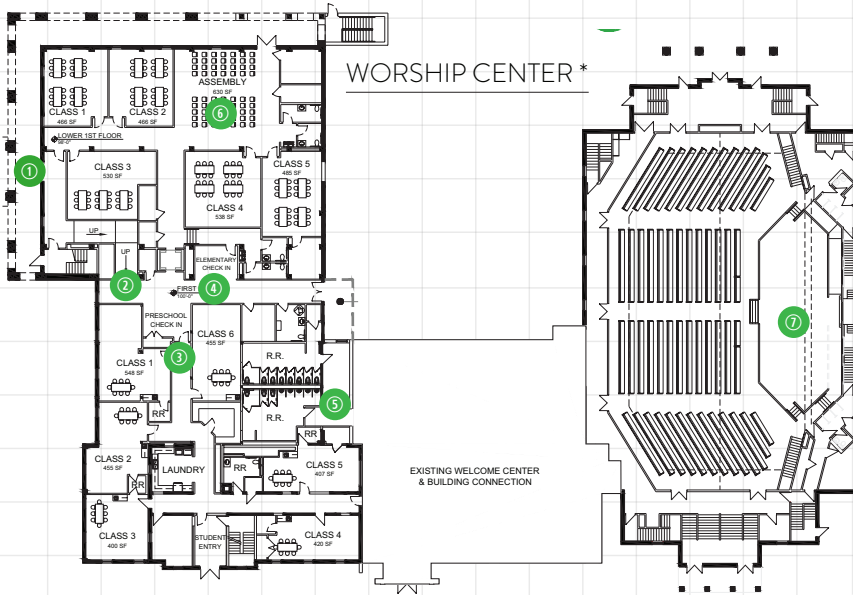 WORSHIP CENTER *
ASSEMBLY
630 SF
⑥
CLASS 1
466 SF
CLASS 2
466 SF
LOWER 1ST FLOOR
98'-0"
①
CLASS 3
530 SF
CLASS 4
538 SF
CLASS 5
485 SF
UP
UP
ELEMENTARY
CHECK IN
②
FIRST
100'-0"
④
PRESCHOOL
CHECK IN
③
CLASS 6
455 SF
⑦
CLASS 1
548 SF
R.R.
⑤
RR
R.R.
RR
CLASS 2
455 SF
LAUNDRY
RR
RR
CLASS 5
407 SF
EXISTING WELCOME CENTER
& BUILDING CONNECTION
CLASS 3
400 SF
STUDENT
ENTRY
CLASS 4
420 SF